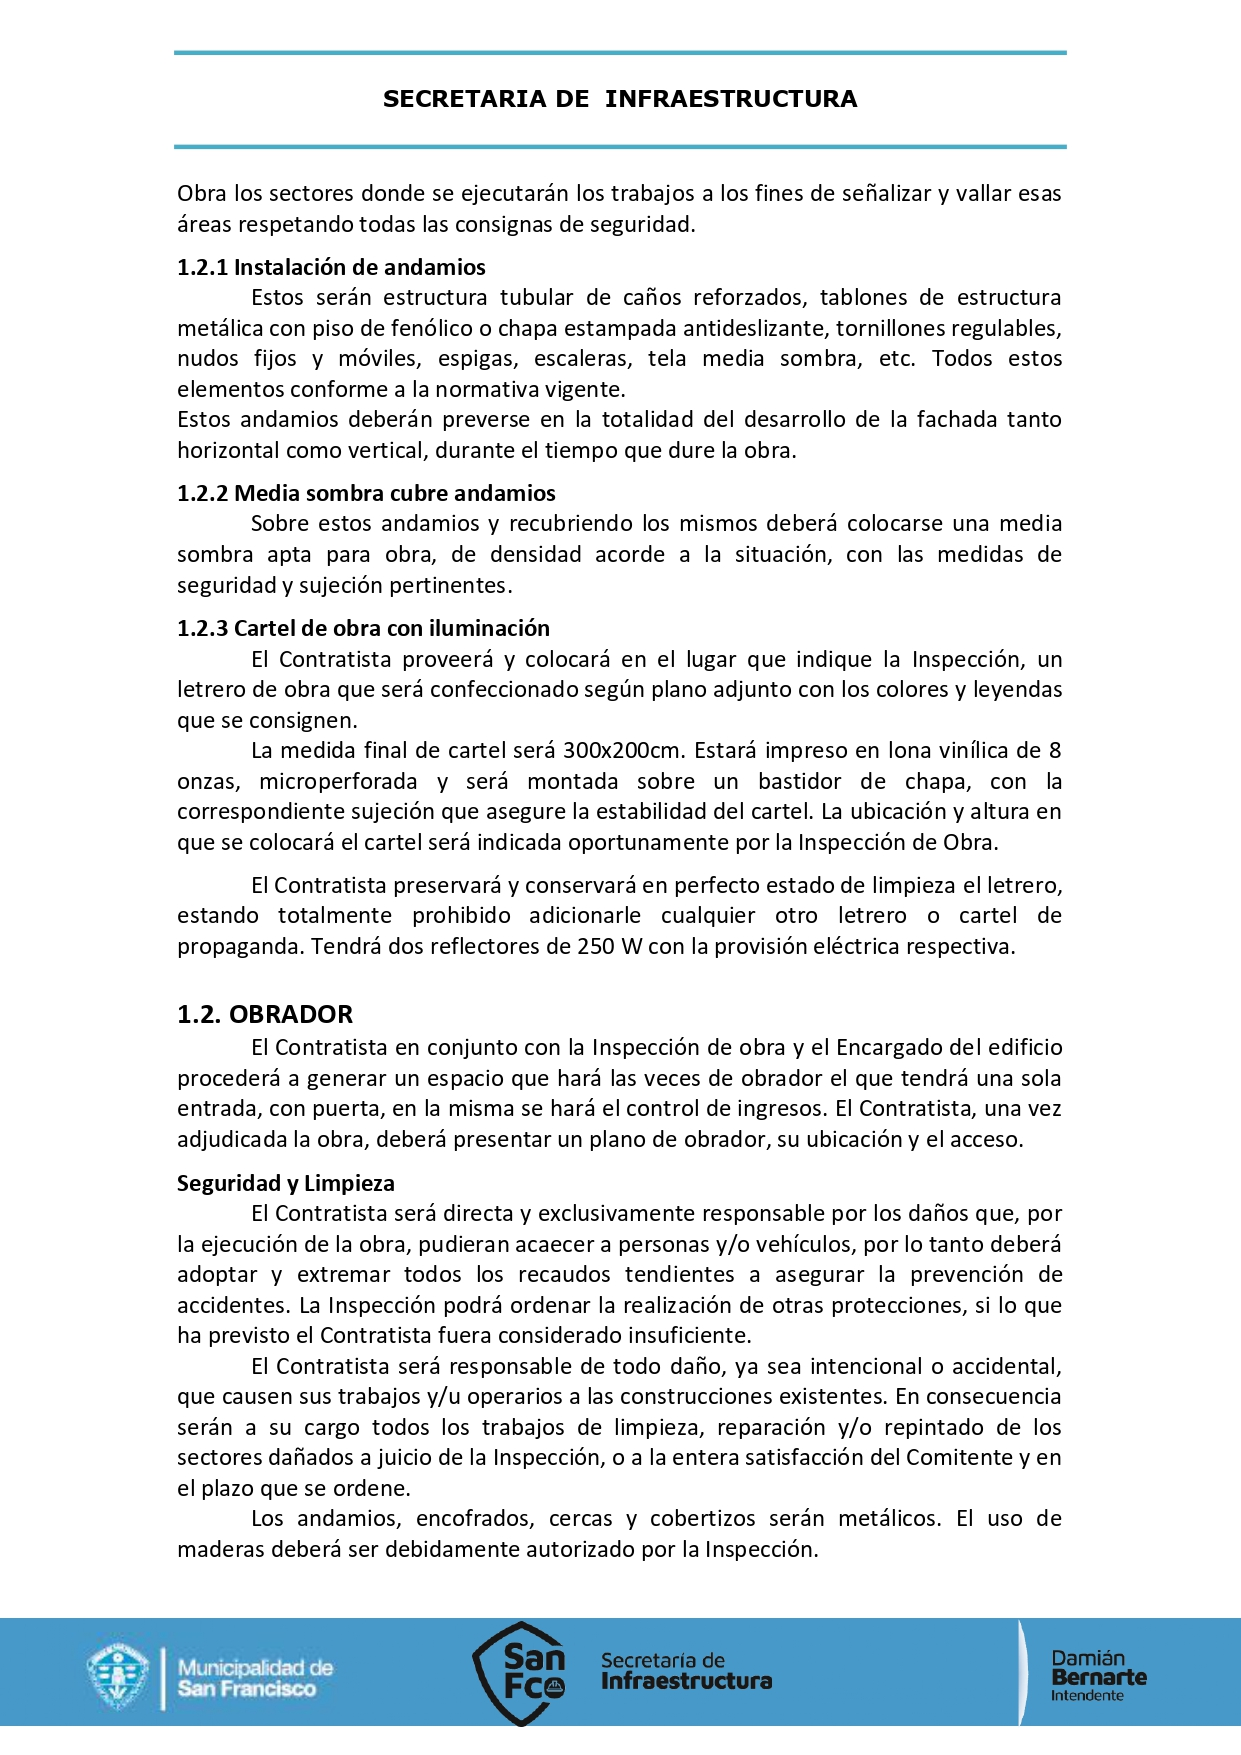 SECRETARIA DE  INFRAESTRUCTURA
Obra los sectores donde se ejecutarán los trabajos a los fines de señalizar y vallar esas
áreas respetando todas las consignas de seguridad.
1.2.1 Instalación de andamios
Estos serán estructura tubular de caños reforzados, tablones de estructura
metálica con piso de fenólico o chapa estampada antideslizante, tornillones regulables,
nudos fijos y móviles, espigas, escaleras, tela media sombra, etc. Todos estos
elementos conforme a la normativa vigente.
Estos andamios deberán preverse en la totalidad del desarrollo de la fachada tanto
horizontal como vertical, durante el tiempo que dure la obra.
1.2.2 Media sombra cubre andamios
Sobre estos andamios y recubriendo los mismos deberá colocarse una media
sombra apta para obra, de densidad acorde a la situación, con las medidas de
seguridad y sujeción pertinentes.
1.2.3 Cartel de obra con iluminación
El Contratista proveerá y colocará en el lugar que indique la Inspección, un
letrero de obra que será confeccionado según plano adjunto con los colores y leyendas
que se consignen.
La medida final de cartel será 300x200cm. Estará impreso en lona vinílica de 8
onzas, microperforada y será montada sobre un bastidor de chapa, con la
correspondiente sujeción que asegure la estabilidad del cartel. La ubicación y altura en
que se colocará el cartel será indicada oportunamente por la Inspección de Obra.
El Contratista preservará y conservará en perfecto estado de limpieza el letrero,
estando totalmente prohibido adicionarle cualquier otro letrero o cartel de
propaganda. Tendrá dos reflectores de 250 W con la provisión eléctrica respectiva.
1.2. OBRADOR
El Contratista en conjunto con la Inspección de obra y el Encargado del edificio
procederá a generar un espacio que hará las veces de obrador el que tendrá una sola
entrada, con puerta, en la misma se hará el control de ingresos. El Contratista, una vez
adjudicada la obra, deberá presentar un plano de obrador, su ubicación y el acceso.
Seguridad y Limpieza
El Contratista será directa y exclusivamente responsable por los daños que, por
la ejecución de la obra, pudieran acaecer a personas y/o vehículos, por lo tanto deberá
adoptar y extremar todos los recaudos tendientes a asegurar la prevención de
accidentes. La Inspección podrá ordenar la realización de otras protecciones, si lo que
ha previsto el Contratista fuera considerado insuficiente.
El Contratista será responsable de todo daño, ya sea intencional o accidental,
que causen sus trabajos y/u operarios a las construcciones existentes. En consecuencia
serán a su cargo todos los trabajos de limpieza, reparación y/o repintado de los
sectores dañados a juicio de la Inspección, o a la entera satisfacción del Comitente y en
el plazo que se ordene.
Los andamios, encofrados, cercas y cobertizos serán metálicos. El uso de
maderas deberá ser debidamente autorizado por la Inspección.
Municipalidad de
San Francisco
San
Fco
Secretaría de
Infraestructura
Damián
Bernarte
Intendente